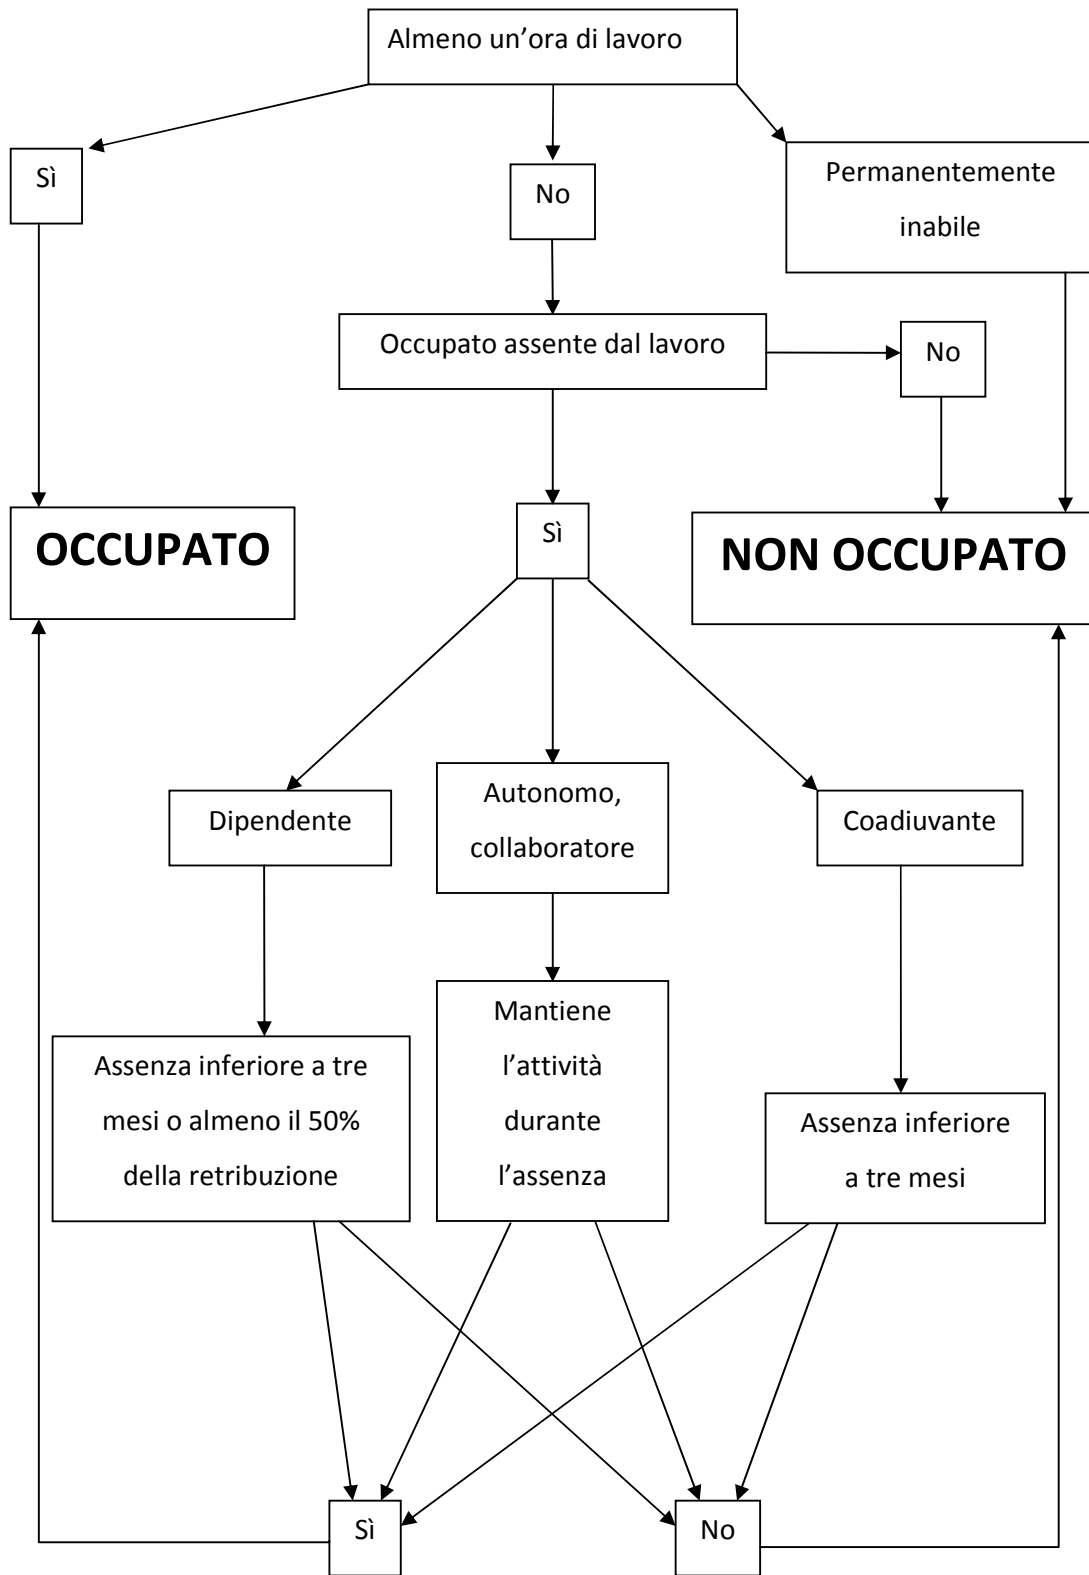 Almeno un’ora di lavoro
Sì
No
Permanentemente
inabile
Occupato assente dal lavoro
No
OCCUPATO
Sì
NON OCCUPATO
Dipendente
Autonomo,
collaboratore
Coadiuvante
Assenza inferiore a tre
mesi o almeno il 50%
della retribuzione
Mantiene
l’attività
durante
l’assenza
Assenza inferiore
a tre mesi
Sì
No